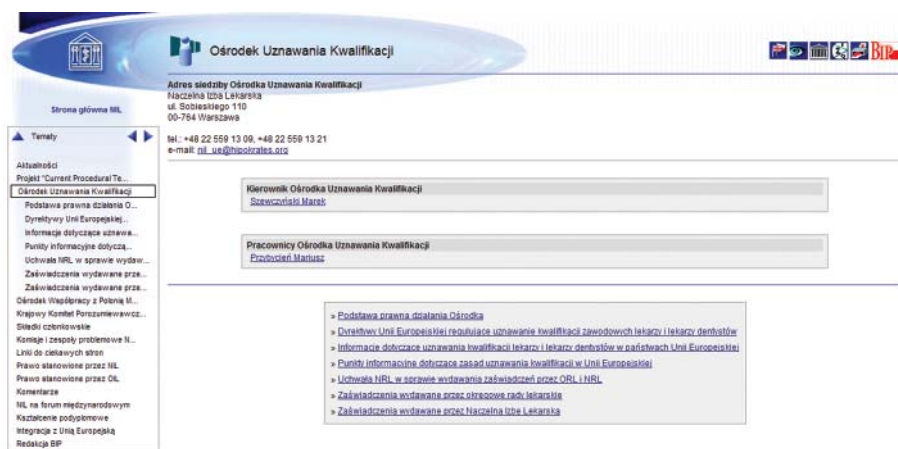 Ośrodek Uznawania Kwalifikacji
BIP
Adres siedziby Ośrodka Uznawania Kwalifikacji
Naczelna Izba Lekarska
ul. Sobieskiego 110
00-764 Warszawa
tel.: +48 22 559 13 09, +48 22 559 13 21
e-mail: nil_ue@hipokrates.org
Strona główna NIL
Tematy
Aktualności
Projekt "Current Procedural Te...
Ośrodek Uznawania Kwalifikacji
Podstawa prawna działania O...
Dyrektywy Unii Europejskiej...
Informacje dotyczące uznawa...
Punkty informacyjne dotyczą...
Uchwała NRL w sprawie wydaw...
Zaświadczenia wydawane prze...
Zaświadczenia wydawane prze...
Ośrodek Współpracy z Polonią M...
Krajowy Komitet Porozumiewawcz...
Składki członkowskie
Komisje i zespoły problemowe N...
Linki do ciekawych stron
Prawo stanowione przez NIL
Prawo stanowione przez OIL
Komentarze
NIL na forum międzynarodowym
Kształcenie podyplomowe
Integracja z Unią Europejską
Redakcja BIP
Kierownik Ośrodka Uznawania Kwalifikacji
Szewczyński Marek
Pracownicy Ośrodka Uznawania Kwalifikacji
Przybycień Mariusz
» Podstawa prawna działania Ośrodka
» Dyrektywy Unii Europejskiej regulujące uznawanie kwalifikacji zawodowych lekarzy i lekarzy dentystów
» Informacje dotyczące uznawania kwalifikacji lekarzy i lekarzy dentystów w państwach Unii Europejskiej
» Punkty informacyjne dotyczące zasad uznawania kwalifikacji w Unii Europejskiej
» Uchwała NRL w sprawie wydawania zaświadczeń przez ORL i NRL
» Zaświadczenia wydawane przez okręgowe rady lekarskie
» Zaświadczenia wydawane przez Naczelną Izbę Lekarską